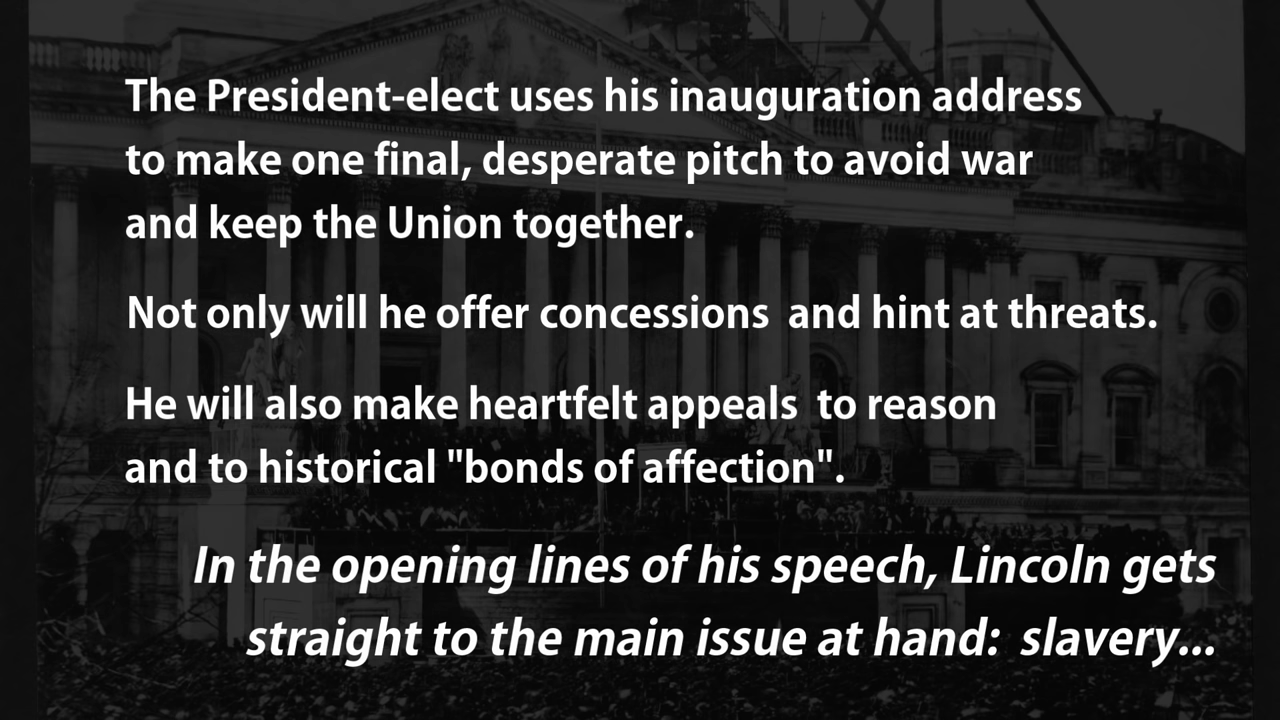 The President-elect uses his inauguration address
to make one final, desperate pitch to avoid war
and keep the Union together.
Not only will he offer concessions  and hint at threats.
He will also make heartfelt appeals  to reason
and to historical "bonds of affection".
In the opening lines of his speech, Lincoln gets
straight to the main issue at hand:  slavery...